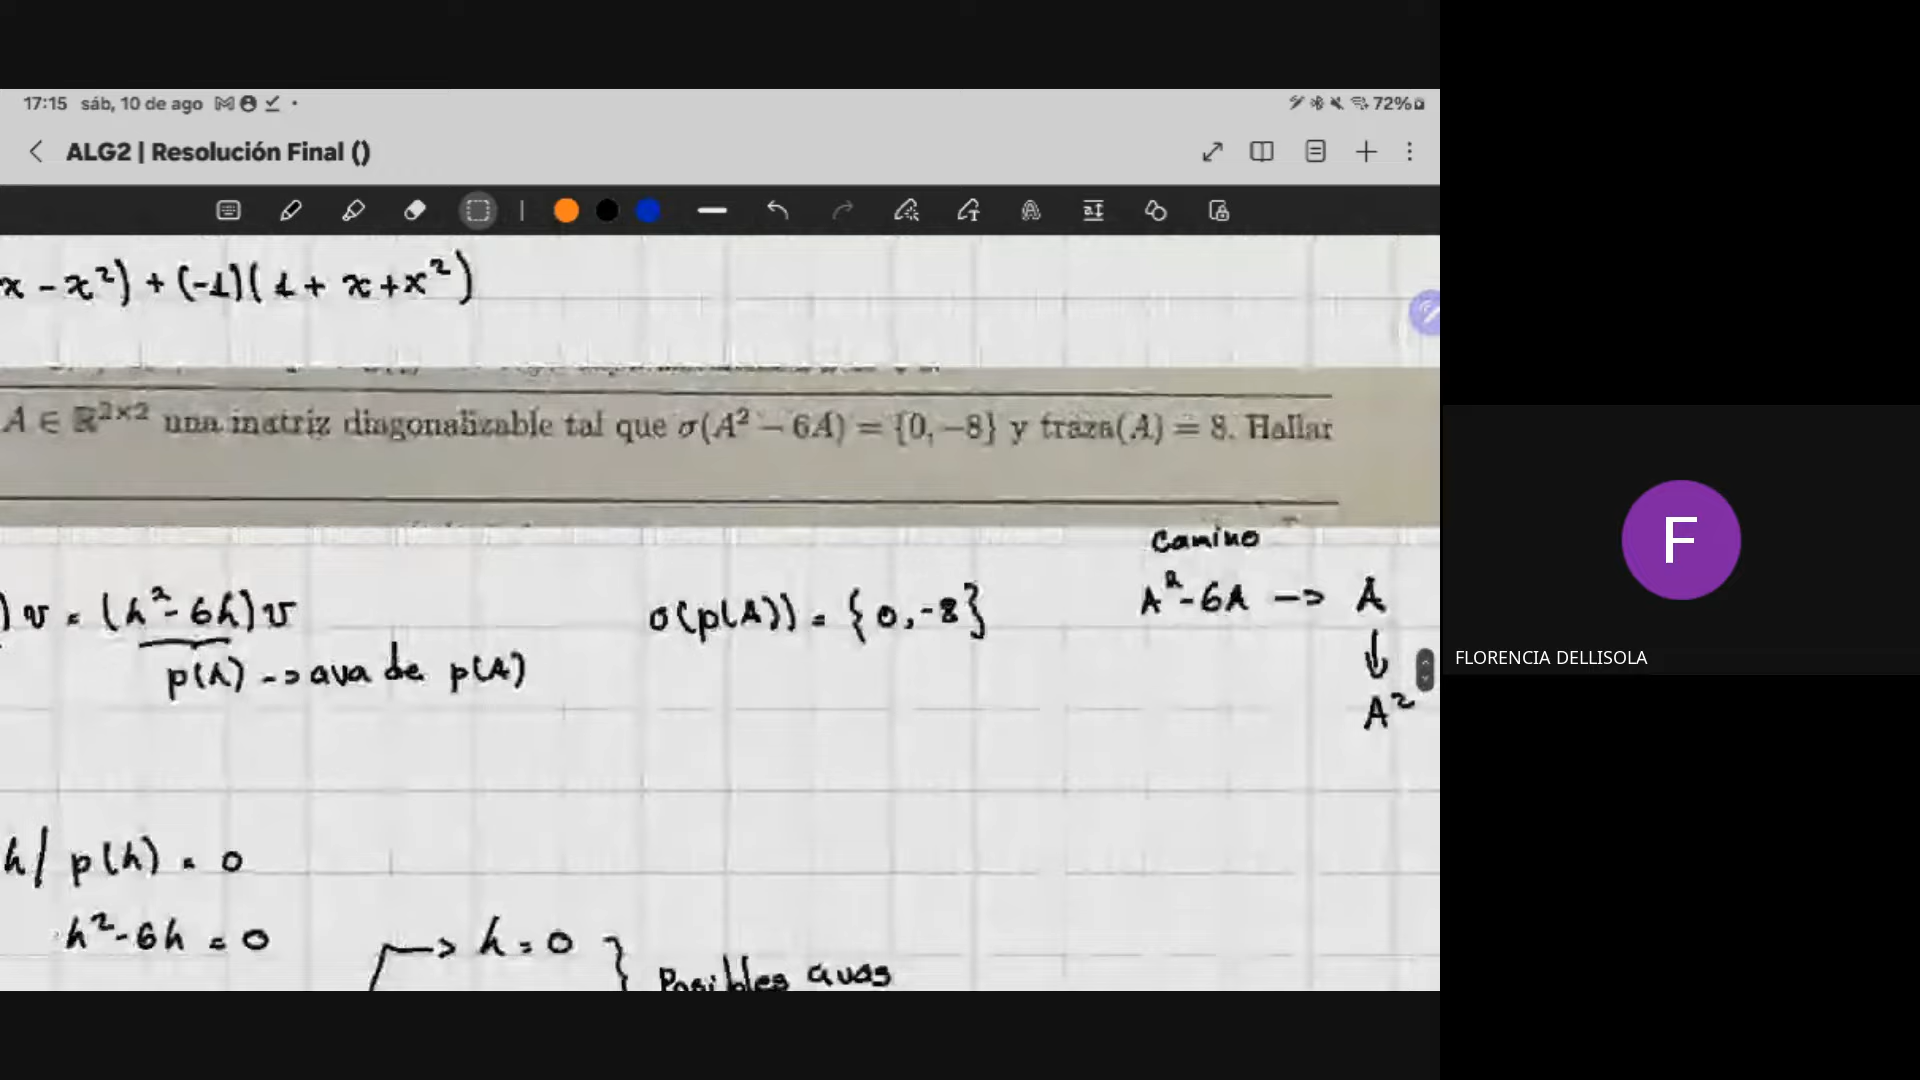 17:15 sáb, 10 de ago
72%
ALG2 | Resolución Final ()
x - x²) + (-1)(1 + x + x²)
A ∈ ℝ²ˣ² una matriz diagonalizable tal que σ(A² − 6A) = {0, −8} y traza(A) = 8. Hallar
Camino
) v = (λ² - 6λ) v
σ(p(A)) = {0, -8}
A² - 6A -> A
↓
A²
p(λ) -> ava de p(A)
λ / p(λ) = 0
λ² - 6λ = 0
-> λ = 0 }
Posibles avas
F
FLORENCIA DELLISOLA